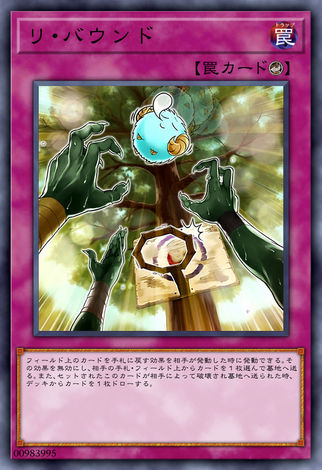 リ・バウンド
トラップ
罠
【罠カード】
フィールド上のカードを手札に戻す効果を相手が発動した時に発動できる。そ
の効果を無効にし、相手の手札・フィールド上からカードを１枚選んで墓地へ
送る。また、セットされたこのカードが相手によって破壊され墓地へ送られた時、
デッキからカードを１枚ドローする。
00983995